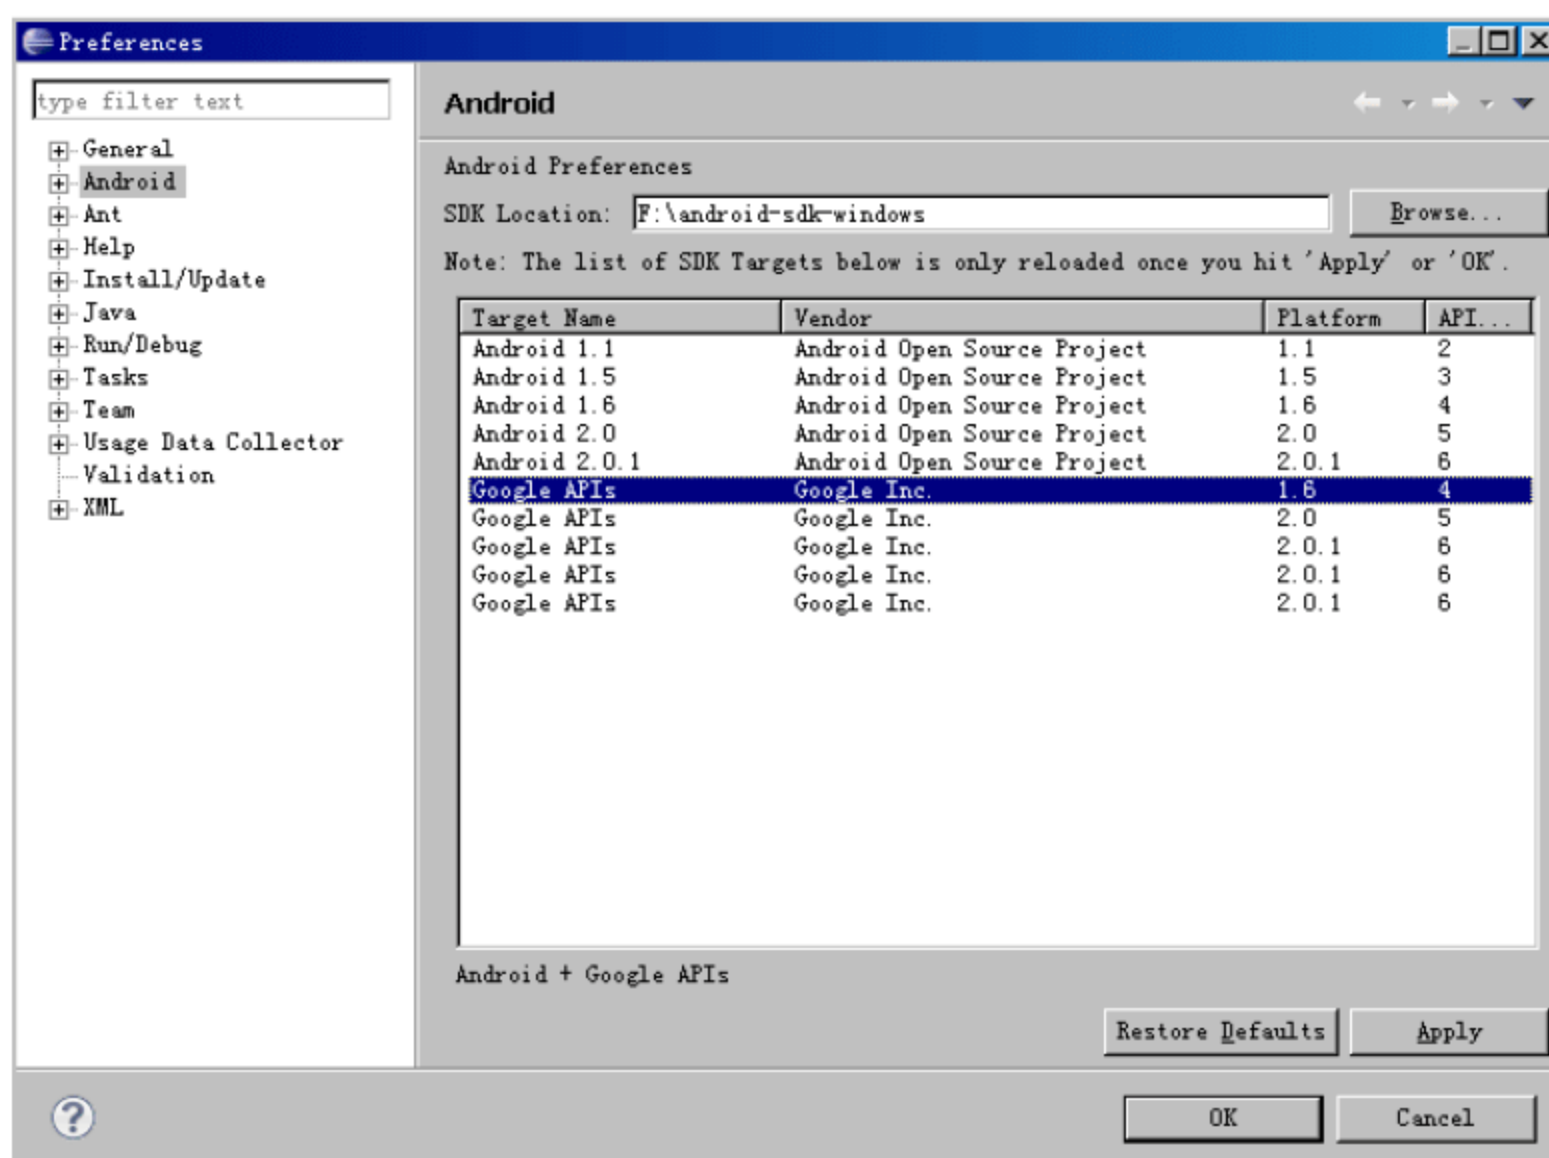 Preferences
type filter text
General
Android
Ant
Help
Install/Update
Java
Run/Debug
Tasks
Team
Usage Data Collector
Validation
XML
Android
Android Preferences
SDK Location: F:\android-sdk-windows Browse...
Note: The list of SDK Targets below is only reloaded once you hit 'Apply' or 'OK'.
Target Name Vendor Platform API...
Android 1.1 Android Open Source Project 1.1 2
Android 1.5 Android Open Source Project 1.5 3
Android 1.6 Android Open Source Project 1.6 4
Android 2.0 Android Open Source Project 2.0 5
Android 2.0.1 Android Open Source Project 2.0.1 6
Google APIs Google Inc. 1.6 4
Google APIs Google Inc. 2.0 5
Google APIs Google Inc. 2.0.1 6
Google APIs Google Inc. 2.0.1 6
Google APIs Google Inc. 2.0.1 6
Android + Google APIs
Restore Defaults Apply
? OK Cancel